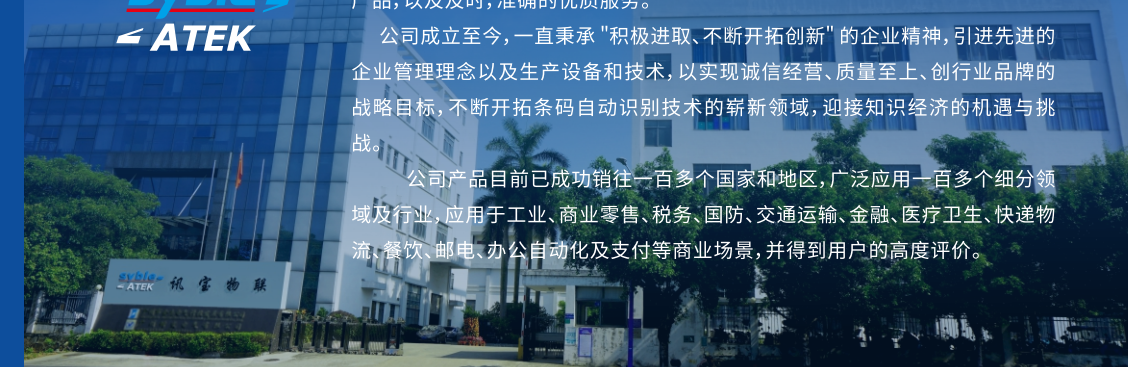 产品，以及及时，准确的优质服务。
ATEK
公司成立至今，一直秉承 "积极进取、不断开拓创新" 的企业精神，引进先进的
企业管理理念以及生产设备和技术，以实现诚信经营、质量至上、创行业品牌的
战略目标，不断开拓条码自动识别技术的崭新领域，迎接知识经济的机遇与挑
战。
公司产品目前已成功销往一百多个国家和地区，广泛应用一百多个细分领
域及行业，应用于工业、商业零售、税务、国防、交通运输、金融、医疗卫生、快递物
流、餐饮、邮电、办公自动化及支付等商业场景，并得到用户的高度评价。
syble
ATEK 讯宝物联